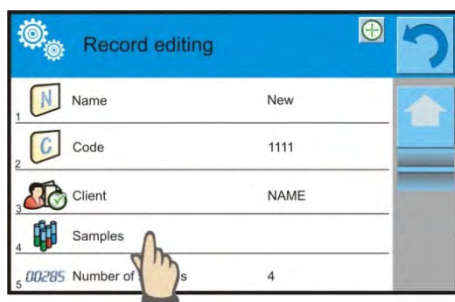 Record editing
N Name New
1
C Code 1111
2
Client NAME
3
Samples
4
00285 Number of s 4
5